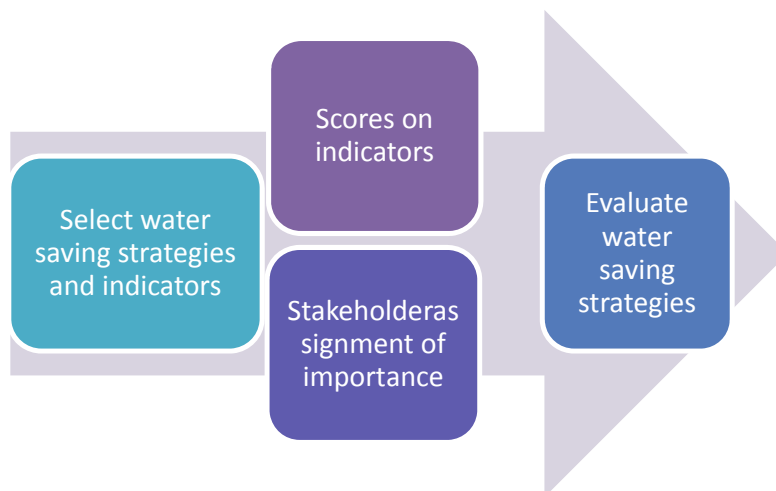 Select water
saving strategies
and indicators
Scores on
indicators
Stakeholderas
signment of
importance
Evaluate
water
saving
strategies